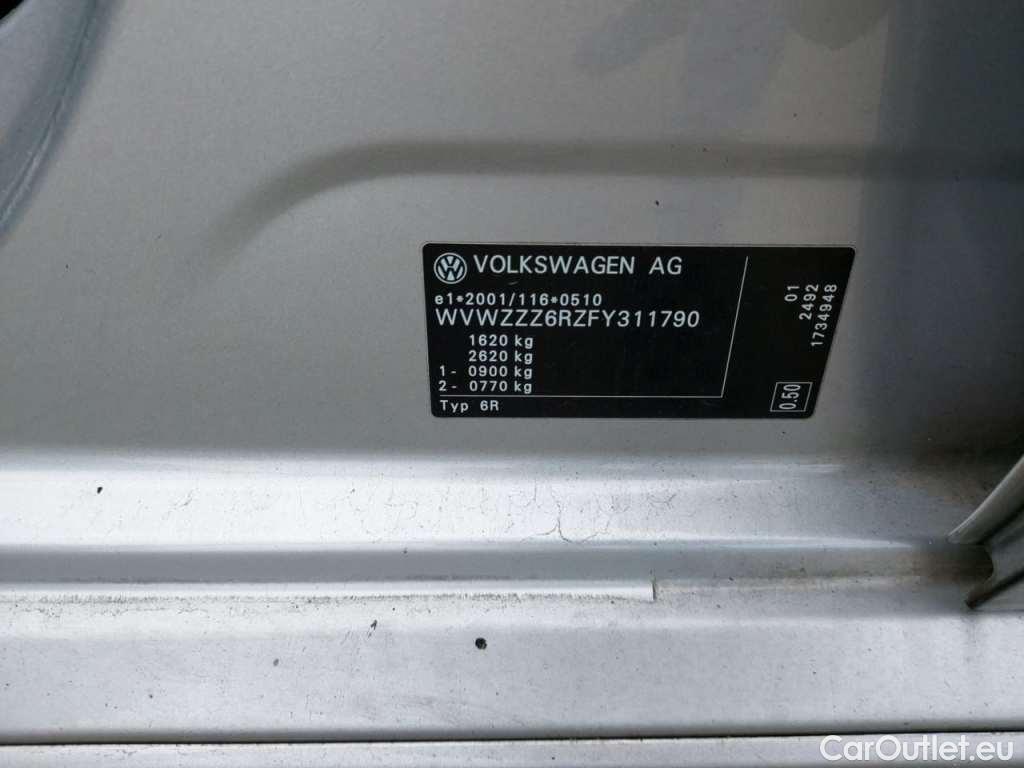 VOLKSWAGEN AG
e1*2001/116*0510
WVWZZZ6RZFY311790
1620 kg
2620 kg
1 - 0900 kg
2 - 0770 kg
Typ 6R
01
2492
1734948
0.50
CarOutlet.eu